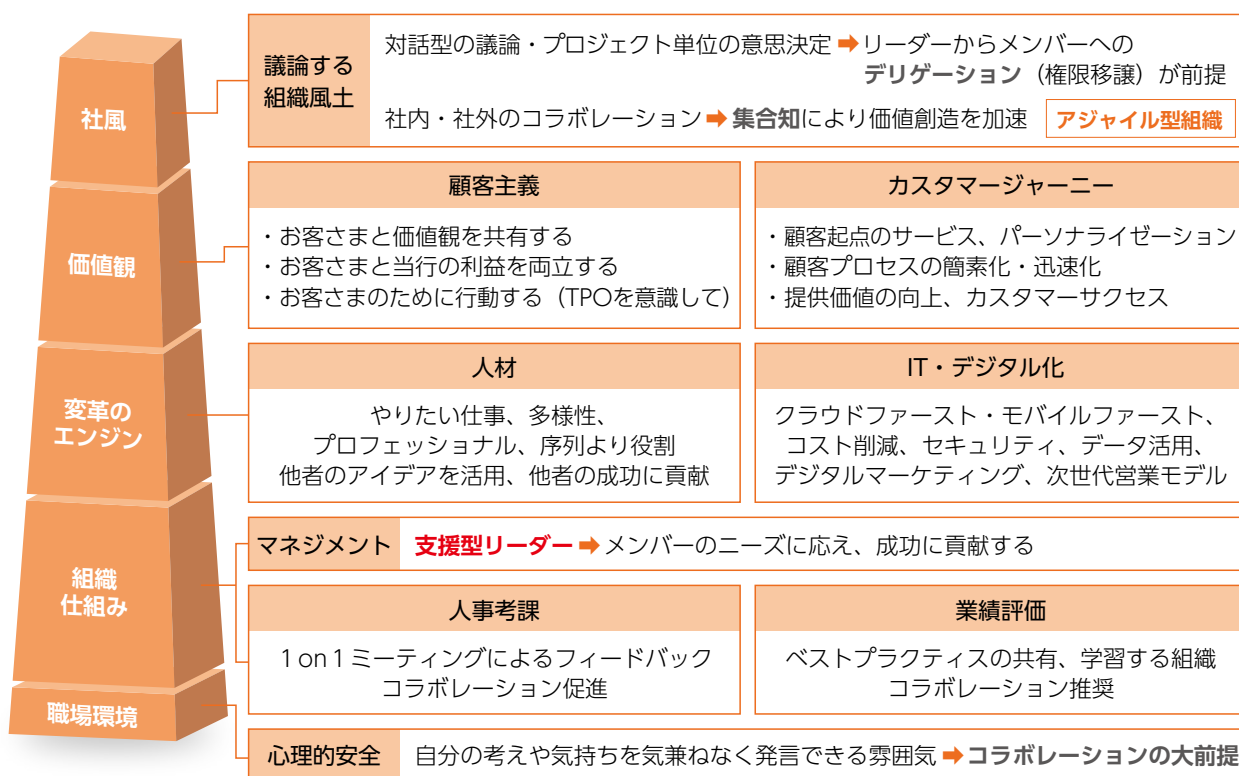 社風
議論する
組織風土
対話型の議論・プロジェクト単位の意思決定➡リーダーからメンバーへの
デリゲーション（権限移譲）が前提
社内・社外のコラボレーション➡集合知により価値創造を加速 アジャイル型組織
価値観
顧客主義
・お客さまと価値観を共有する
・お客さまと当行の利益を両立する
・お客さまのために行動する（TPOを意識して）
カスタマージャーニー
・顧客起点のサービス、パーソナライゼーション
・顧客プロセスの簡素化・迅速化
・提供価値の向上、カスタマーサクセス
変革の
エンジン
人材
やりたい仕事、多様性、
プロフェッショナル、序列より役割
他者のアイデアを活用、他者の成功に貢献
IT・デジタル化
クラウドファースト・モバイルファースト、
コスト削減、セキュリティ、データ活用、
デジタルマーケティング、次世代営業モデル
組織
仕組み
マネジメント 支援型リーダー➡メンバーのニーズに応え、成功に貢献する
人事考課
1 on 1 ミーティングによるフィードバック
コラボレーション促進
業績評価
ベストプラクティスの共有、学習する組織
コラボレーション推奨
職場環境
心理的安全 自分の考えや気持ちを気兼ねなく発言できる雰囲気➡コラボレーションの大前提